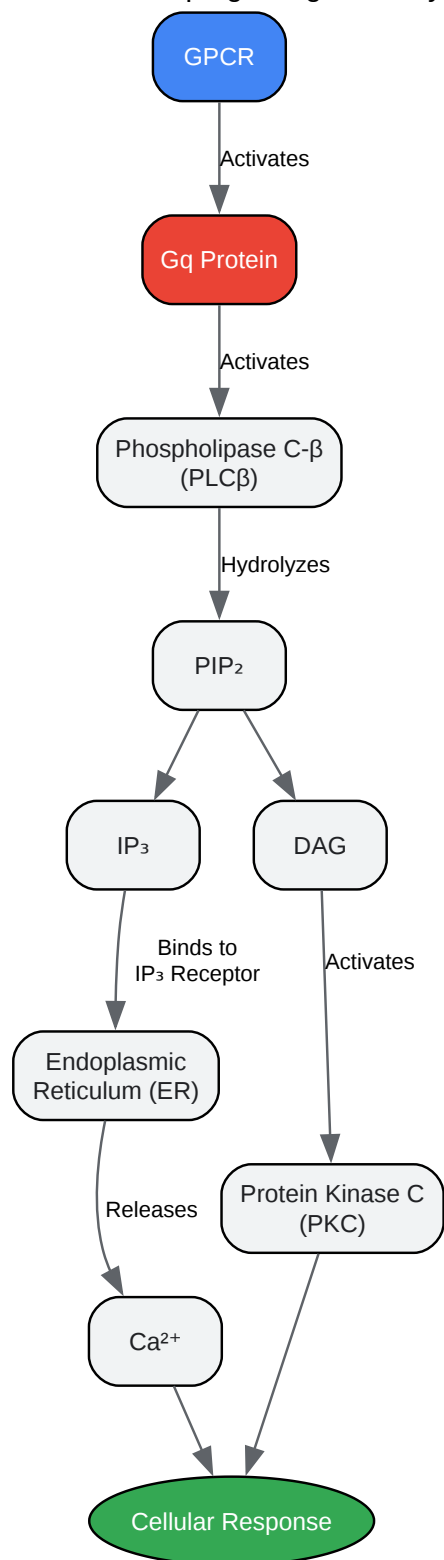 GPCR
Activates
Gq Protein
Activates
Phospholipase C-β
(PLCβ)
Hydrolyzes
PIP₂
IP₃
DAG
Binds to
IP₃ Receptor
Activates
Endoplasmic
Reticulum (ER)
Releases
Protein Kinase C
(PKC)
Ca²⁺
Cellular Response